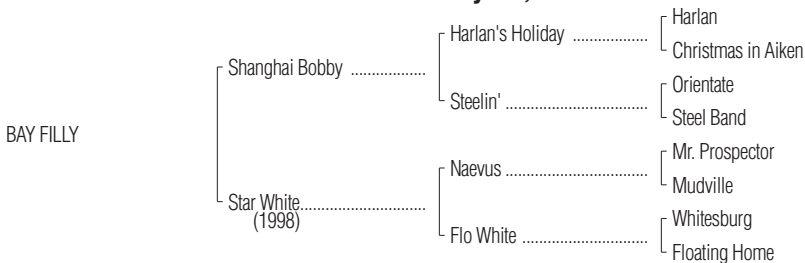 Harlan
Harlan's Holiday ..................
Christmas in Aiken
Shanghai Bobby ..................
Orientate
Steelin' ..................................
Steel Band
BAY FILLY
Mr. Prospector
Naevus ..................................
Mudville
Star White..............................
(1998)
Whitesburg
Flo White ..............................
Floating Home